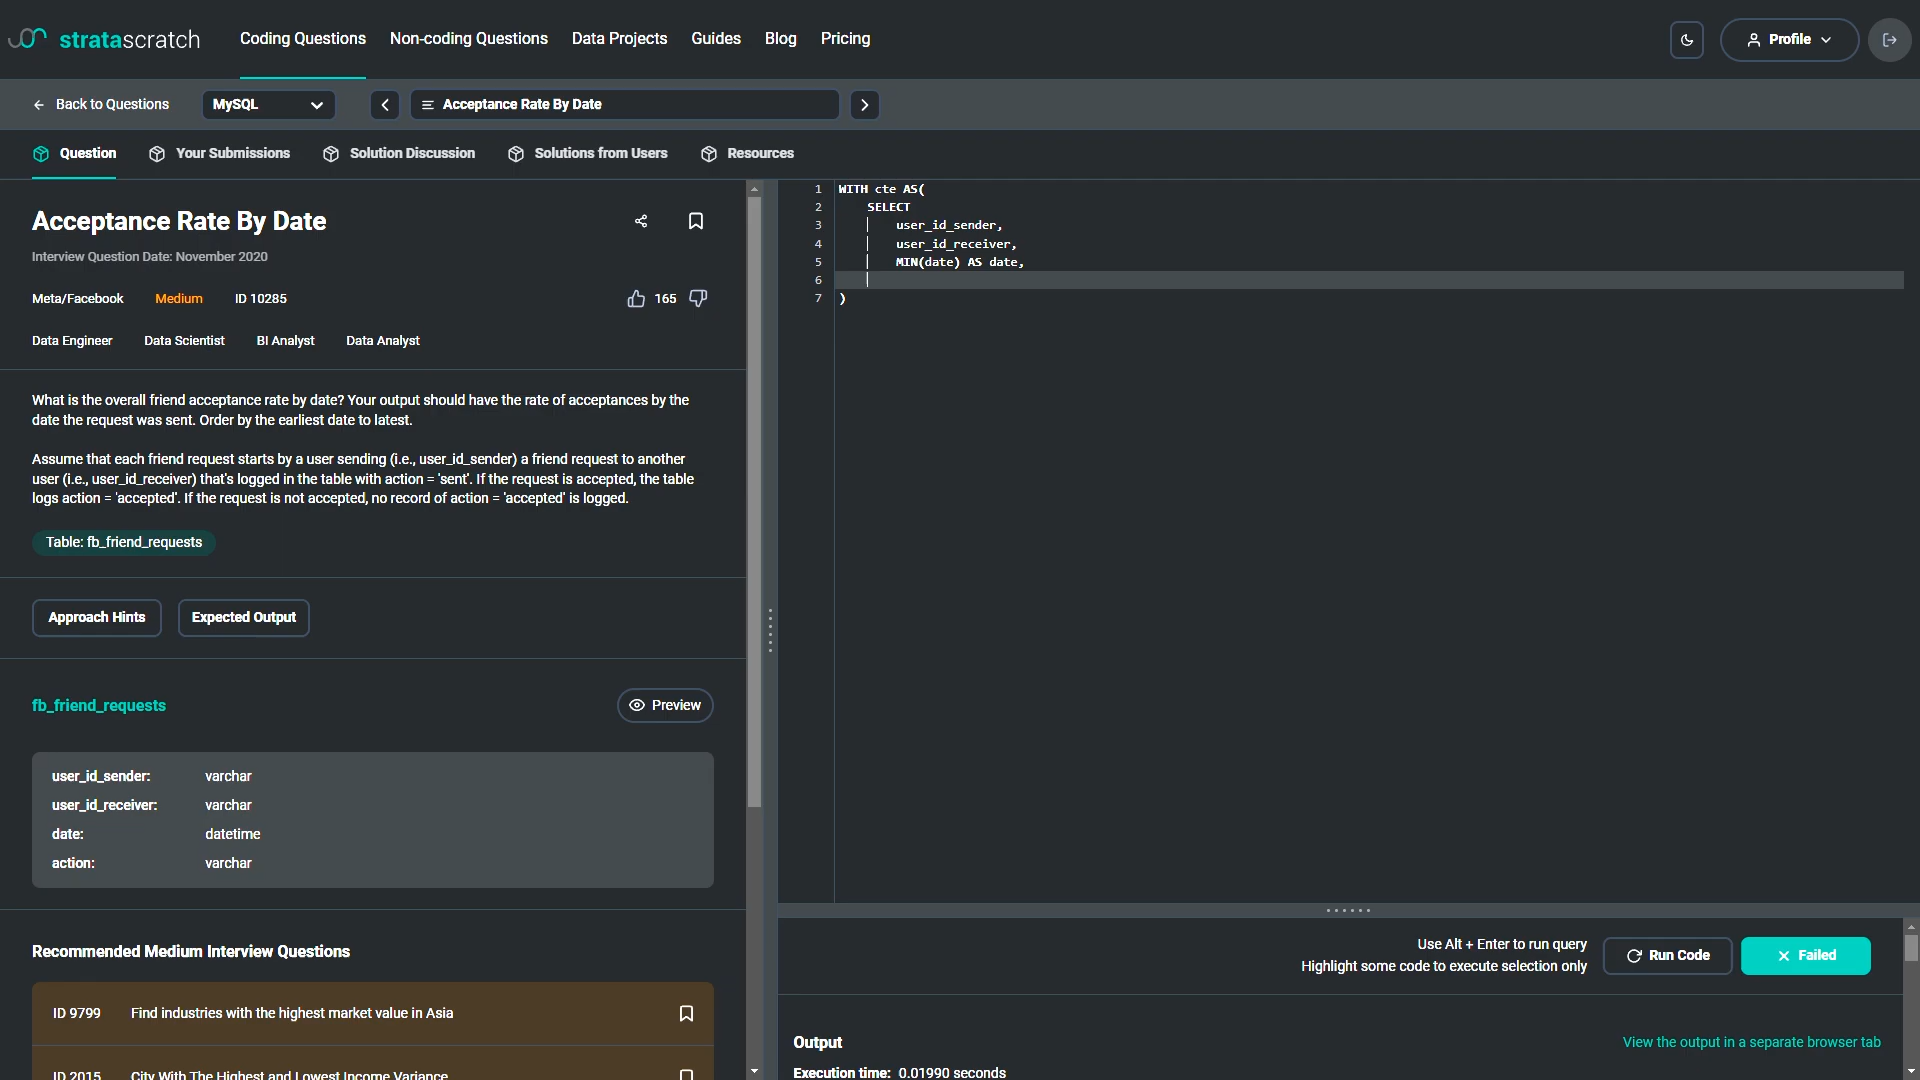 stratascratch
Coding Questions
Non-coding Questions
Data Projects
Guides
Blog
Pricing
Profile
Back to Questions
MySQL
Acceptance Rate By Date
Question
Your Submissions
Solution Discussion
Solutions from Users
Resources
Acceptance Rate By Date
Interview Question Date: November 2020
Meta/Facebook Medium ID 10285
165
Data Engineer Data Scientist BI Analyst Data Analyst
What is the overall friend acceptance rate by date? Your output should have the rate of acceptances by the
date the request was sent. Order by the earliest date to latest.
Assume that each friend request starts by a user sending (i.e., user_id_sender) a friend request to another
user (i.e., user_id_receiver) that's logged in the table with action = 'sent'. If the request is accepted, the table
logs action = 'accepted'. If the request is not accepted, no record of action = 'accepted' is logged.
Table: fb_friend_requests
Approach Hints
Expected Output
fb_friend_requests
Preview
user_id_sender: varchar
user_id_receiver: varchar
date: datetime
action: varchar
Recommended Medium Interview Questions
ID 9799 Find industries with the highest market value in Asia
ID 2015 City With The Highest and Lowest Income Variance
1 WITH cte AS(
2 SELECT
3 user_id_sender,
4 user_id_receiver,
5 MIN(date) AS date,
6
7 )
Use Alt + Enter to run query
Highlight some code to execute selection only
Run Code
Failed
Output
View the output in a separate browser tab
Execution time: 0.01990 seconds